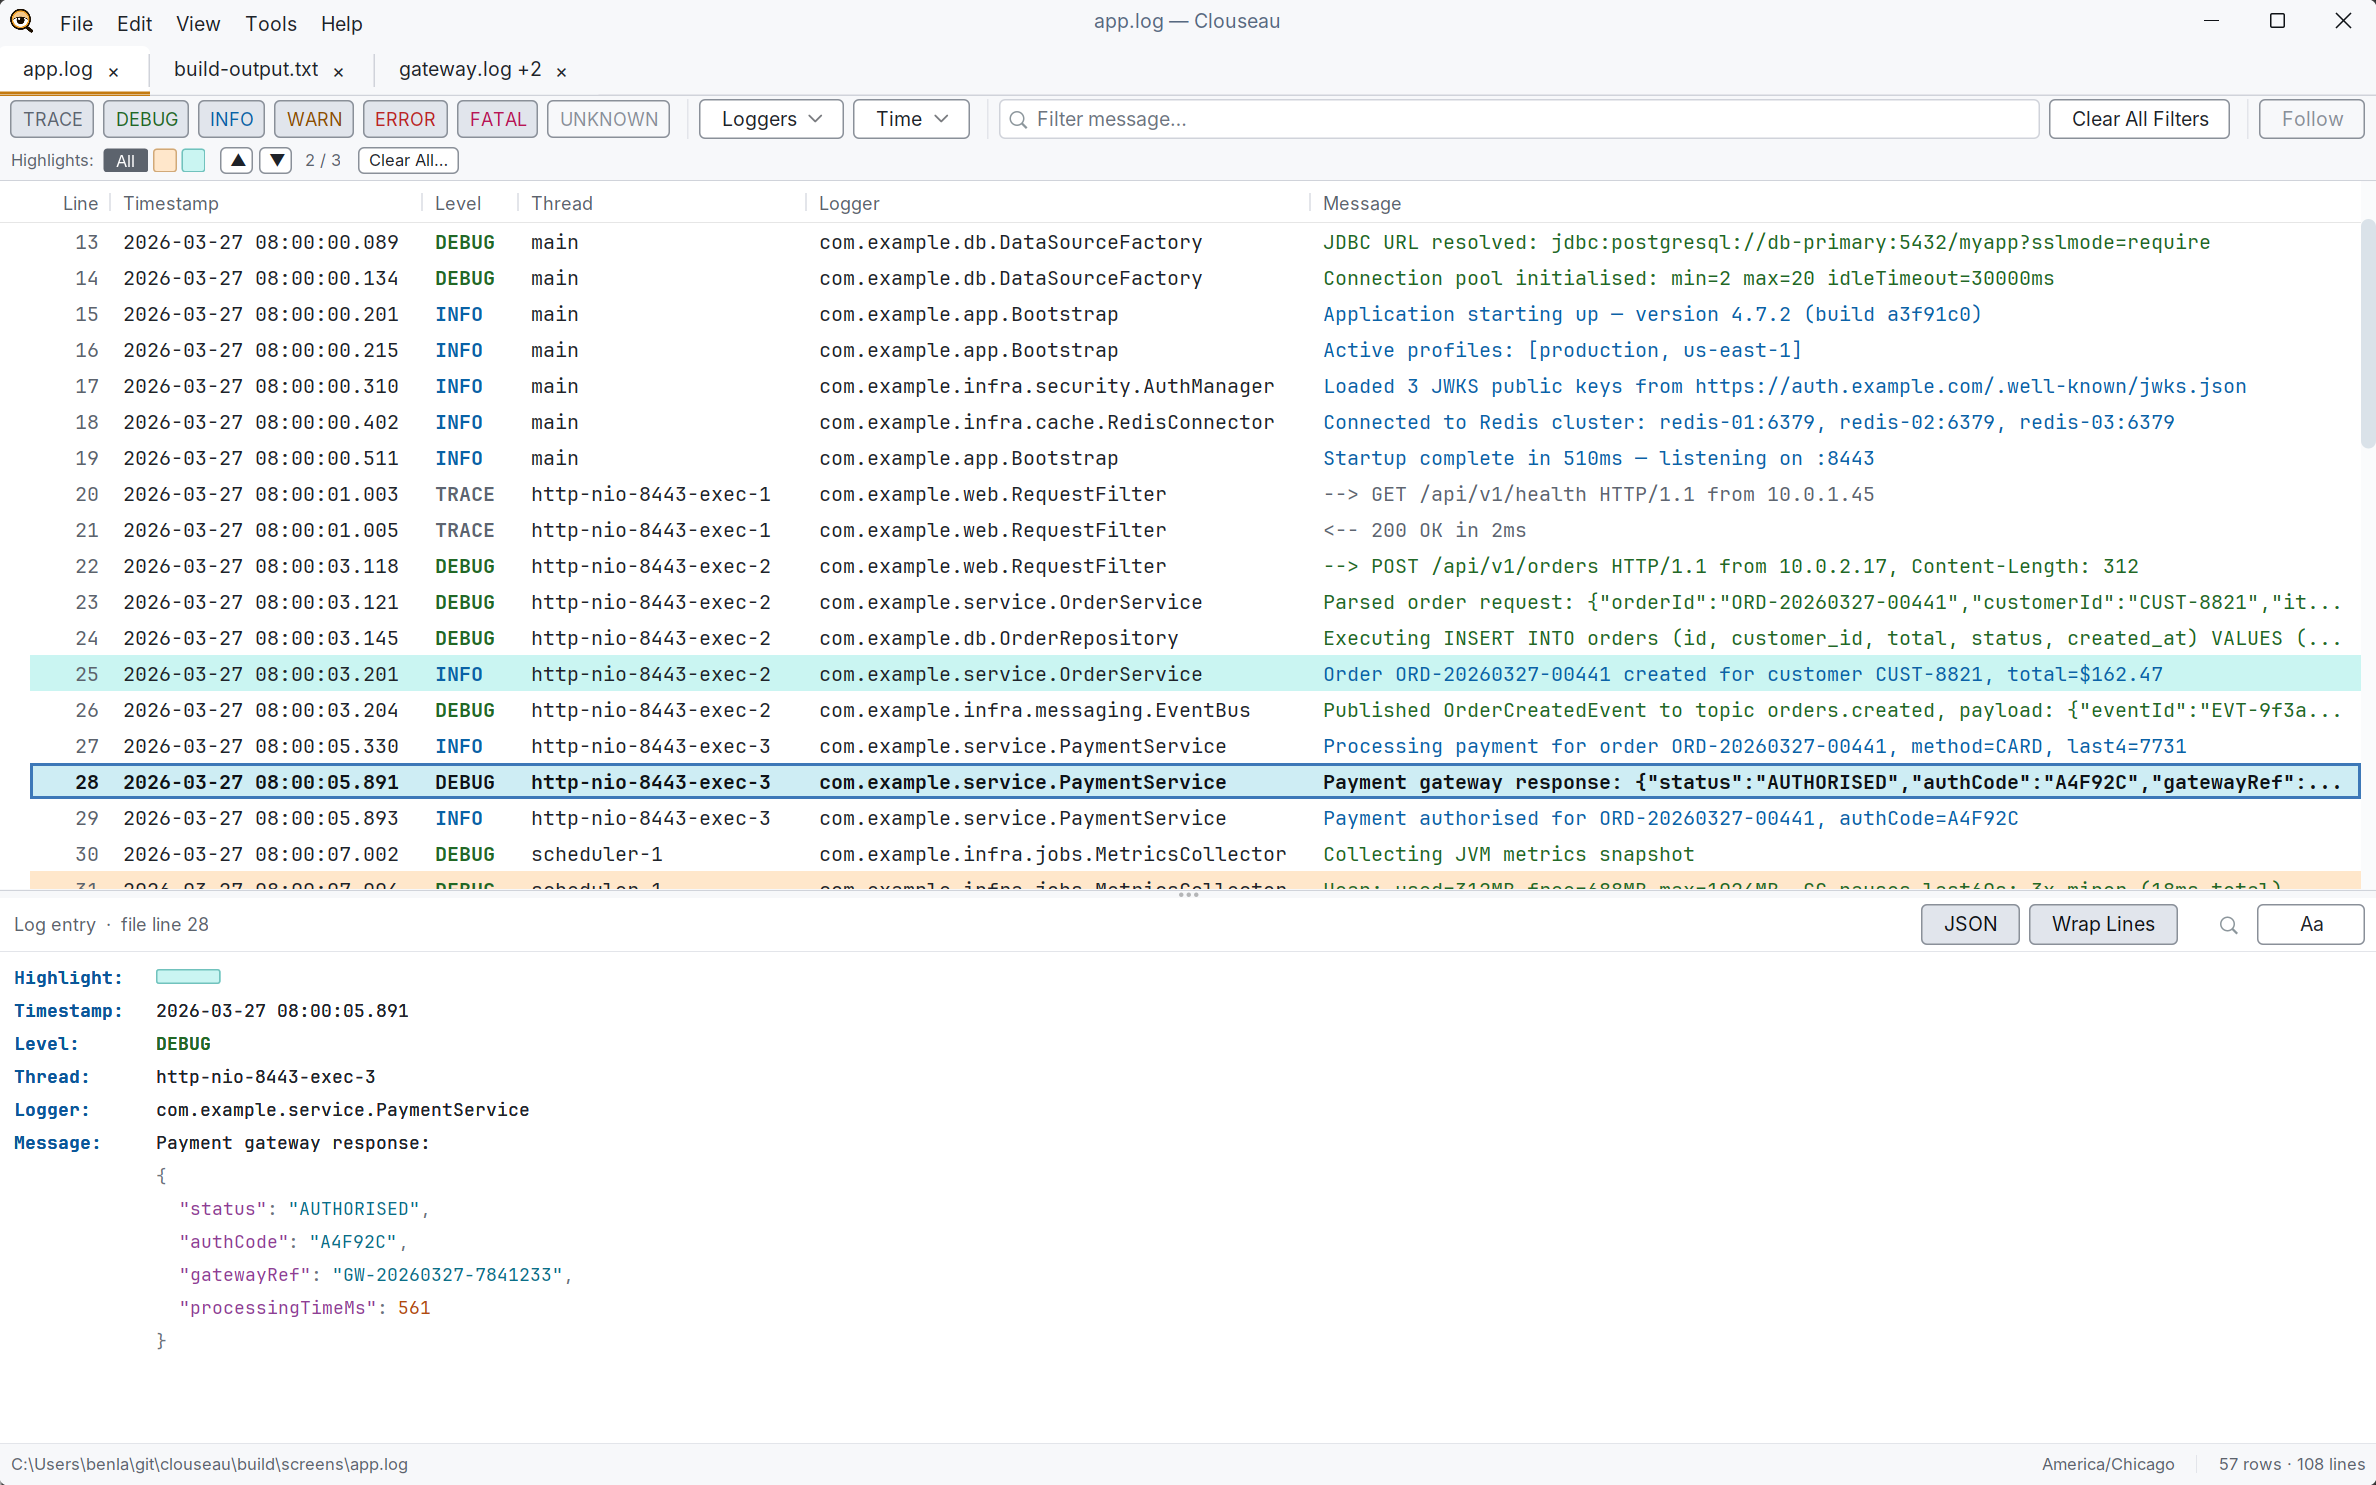 File Edit View Tools Help
app.log — Clouseau
app.log × build-output.txt × gateway.log +2 ×
TRACE DEBUG INFO WARN ERROR FATAL UNKNOWN Loggers Time Filter message... Clear All Filters Follow
Highlights: All ▲ ▼ 2 / 3 Clear All...
Line Timestamp Level Thread Logger Message
13 2026-03-27 08:00:00.089 DEBUG main com.example.db.DataSourceFactory JDBC URL resolved: jdbc:postgresql://db-primary:5432/myapp?sslmode=require
14 2026-03-27 08:00:00.134 DEBUG main com.example.db.DataSourceFactory Connection pool initialised: min=2 max=20 idleTimeout=30000ms
15 2026-03-27 08:00:00.201 INFO main com.example.app.Bootstrap Application starting up — version 4.7.2 (build a3f91c0)
16 2026-03-27 08:00:00.215 INFO main com.example.app.Bootstrap Active profiles: [production, us-east-1]
17 2026-03-27 08:00:00.310 INFO main com.example.infra.security.AuthManager Loaded 3 JWKS public keys from https://auth.example.com/.well-known/jwks.json
18 2026-03-27 08:00:00.402 INFO main com.example.infra.cache.RedisConnector Connected to Redis cluster: redis-01:6379, redis-02:6379, redis-03:6379
19 2026-03-27 08:00:00.511 INFO main com.example.app.Bootstrap Startup complete in 510ms — listening on :8443
20 2026-03-27 08:00:01.003 TRACE http-nio-8443-exec-1 com.example.web.RequestFilter --> GET /api/v1/health HTTP/1.1 from 10.0.1.45
21 2026-03-27 08:00:01.005 TRACE http-nio-8443-exec-1 com.example.web.RequestFilter <-- 200 OK in 2ms
22 2026-03-27 08:00:03.118 DEBUG http-nio-8443-exec-2 com.example.web.RequestFilter --> POST /api/v1/orders HTTP/1.1 from 10.0.2.17, Content-Length: 312
23 2026-03-27 08:00:03.121 DEBUG http-nio-8443-exec-2 com.example.service.OrderService Parsed order request: {"orderId":"ORD-20260327-00441","customerId":"CUST-8821","it...
24 2026-03-27 08:00:03.145 DEBUG http-nio-8443-exec-2 com.example.db.OrderRepository Executing INSERT INTO orders (id, customer_id, total, status, created_at) VALUES (...
25 2026-03-27 08:00:03.201 INFO http-nio-8443-exec-2 com.example.service.OrderService Order ORD-20260327-00441 created for customer CUST-8821, total=$162.47
26 2026-03-27 08:00:03.204 DEBUG http-nio-8443-exec-2 com.example.infra.messaging.EventBus Published OrderCreatedEvent to topic orders.created, payload: {"eventId":"EVT-9f3a...
27 2026-03-27 08:00:05.330 INFO http-nio-8443-exec-3 com.example.service.PaymentService Processing payment for order ORD-20260327-00441, method=CARD, last4=7731
28 2026-03-27 08:00:05.891 DEBUG http-nio-8443-exec-3 com.example.service.PaymentService Payment gateway response: {"status":"AUTHORISED","authCode":"A4F92C","gatewayRef":...
29 2026-03-27 08:00:05.893 INFO http-nio-8443-exec-3 com.example.service.PaymentService Payment authorised for ORD-20260327-00441, authCode=A4F92C
30 2026-03-27 08:00:07.002 DEBUG scheduler-1 com.example.infra.jobs.MetricsCollector Collecting JVM metrics snapshot
31 2026-03-27 DEBUG scheduler-1 com.example.infra.jobs.MetricsCollector
Log entry · file line 28 JSON Wrap Lines Aa
Highlight:
Timestamp: 2026-03-27 08:00:05.891
Level: DEBUG
Thread: http-nio-8443-exec-3
Logger: com.example.service.PaymentService
Message: Payment gateway response:
{
"status": "AUTHORISED",
"authCode": "A4F92C",
"gatewayRef": "GW-20260327-7841233",
"processingTimeMs": 561
}
C:\Users\benla\git\clouseau\build\screens\app.log America/Chicago 57 rows · 108 lines